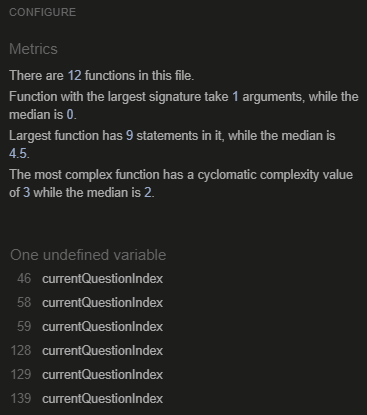 CONFIGURE
Metrics
There are 12 functions in this file.
Function with the largest signature take 1 arguments, while the
median is 0.
Largest function has 9 statements in it, while the median is
4.5.
The most complex function has a cyclomatic complexity value
of 3 while the median is 2.
One undefined variable
46 currentQuestionIndex
58 currentQuestionIndex
59 currentQuestionIndex
128 currentQuestionIndex
129 currentQuestionIndex
139 currentQuestionIndex